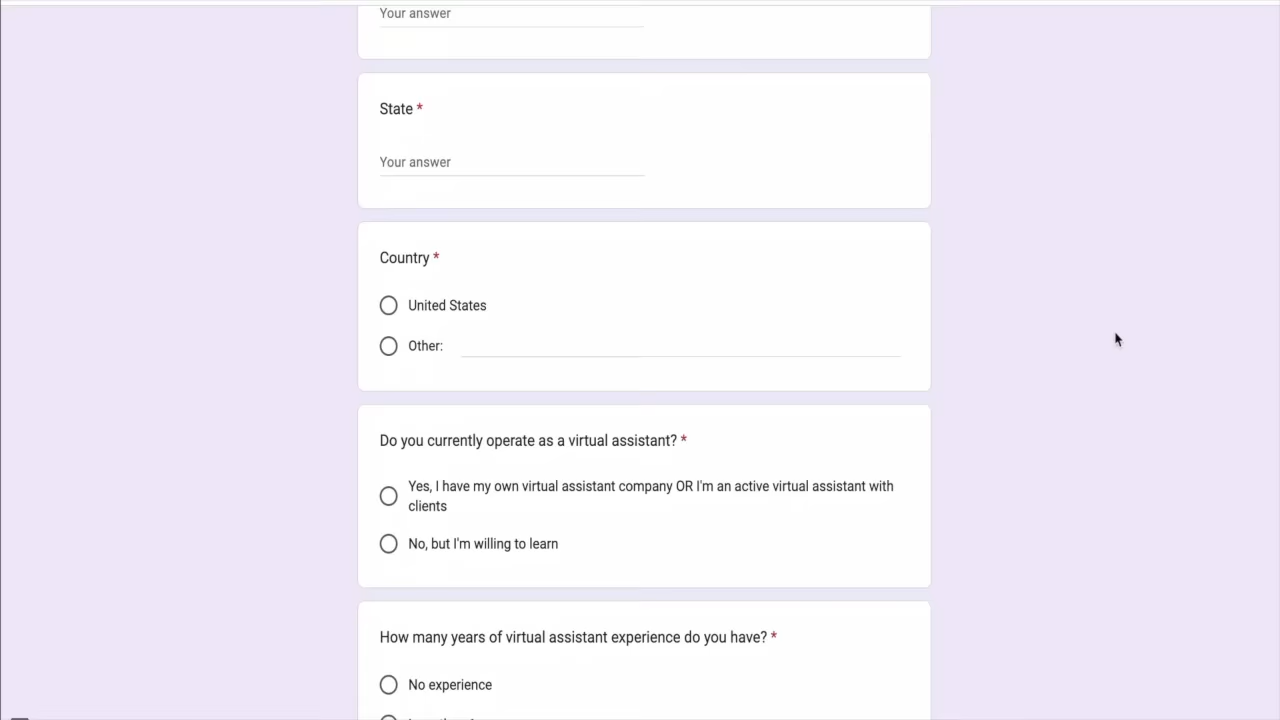 Your answer
State *
Your answer
Country *
United States
Other:
Do you currently operate as a virtual assistant? *
Yes, I have my own virtual assistant company OR I'm an active virtual assistant with
clients
No, but I'm willing to learn
How many years of virtual assistant experience do you have? *
No experience